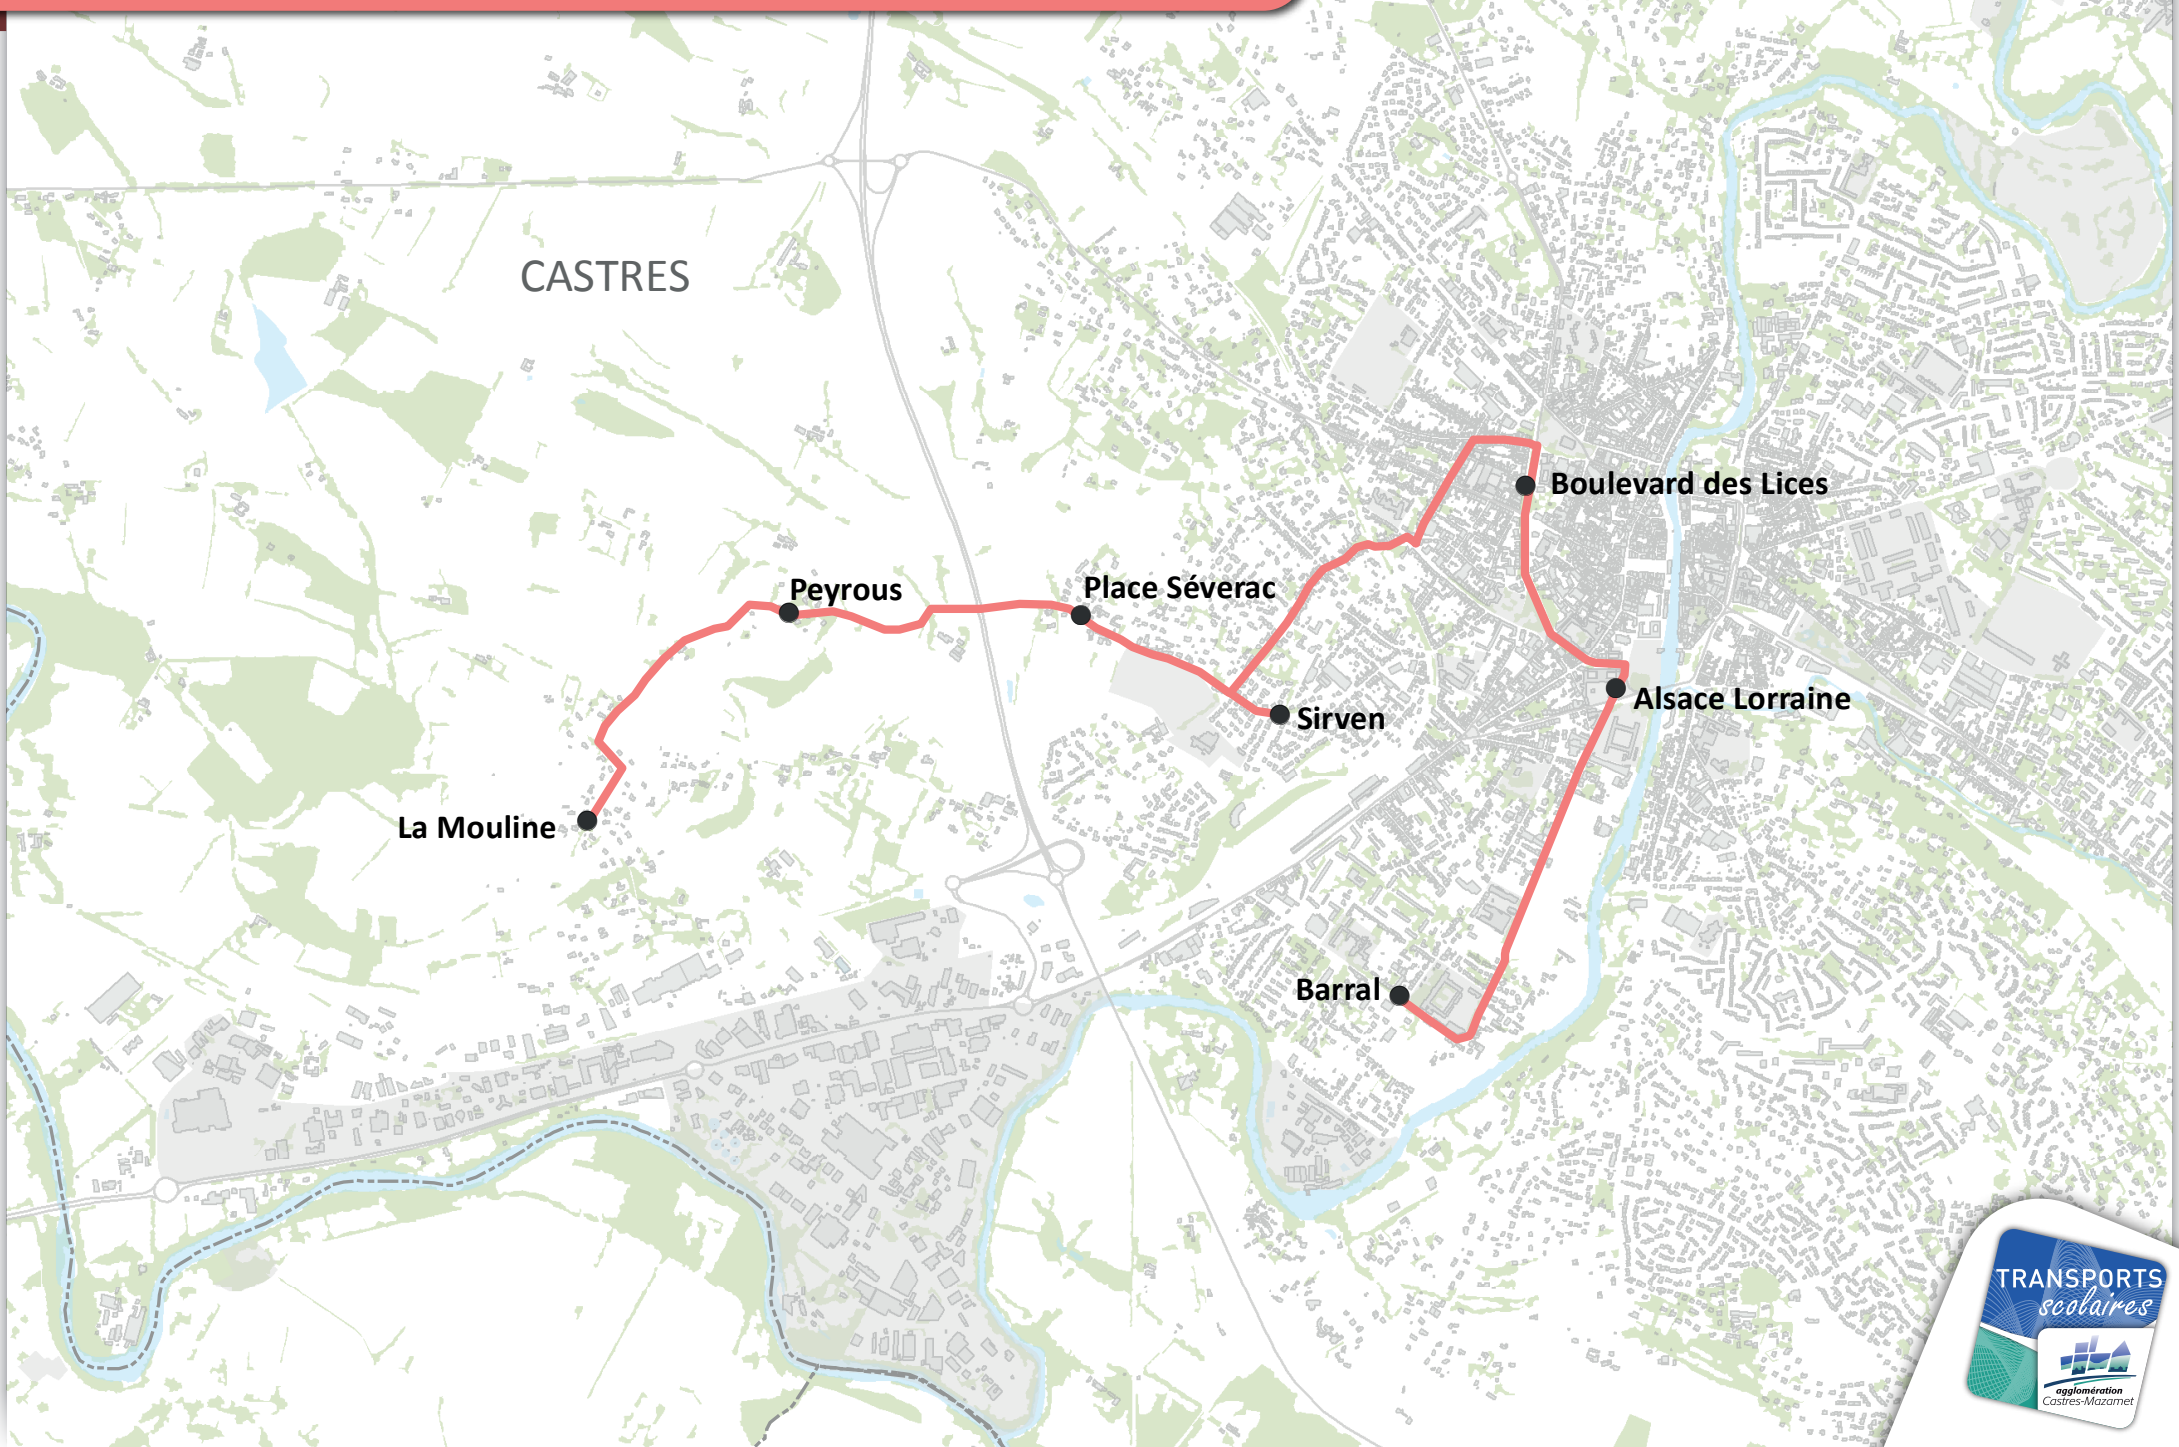 CASTRES
Boulevard des Lices
Peyrous
Place Séverac
Alsace Lorraine
Sirven
La Mouline
Barral
TRANSPORTS
scolaires
agglomération
Castres-Mazamet